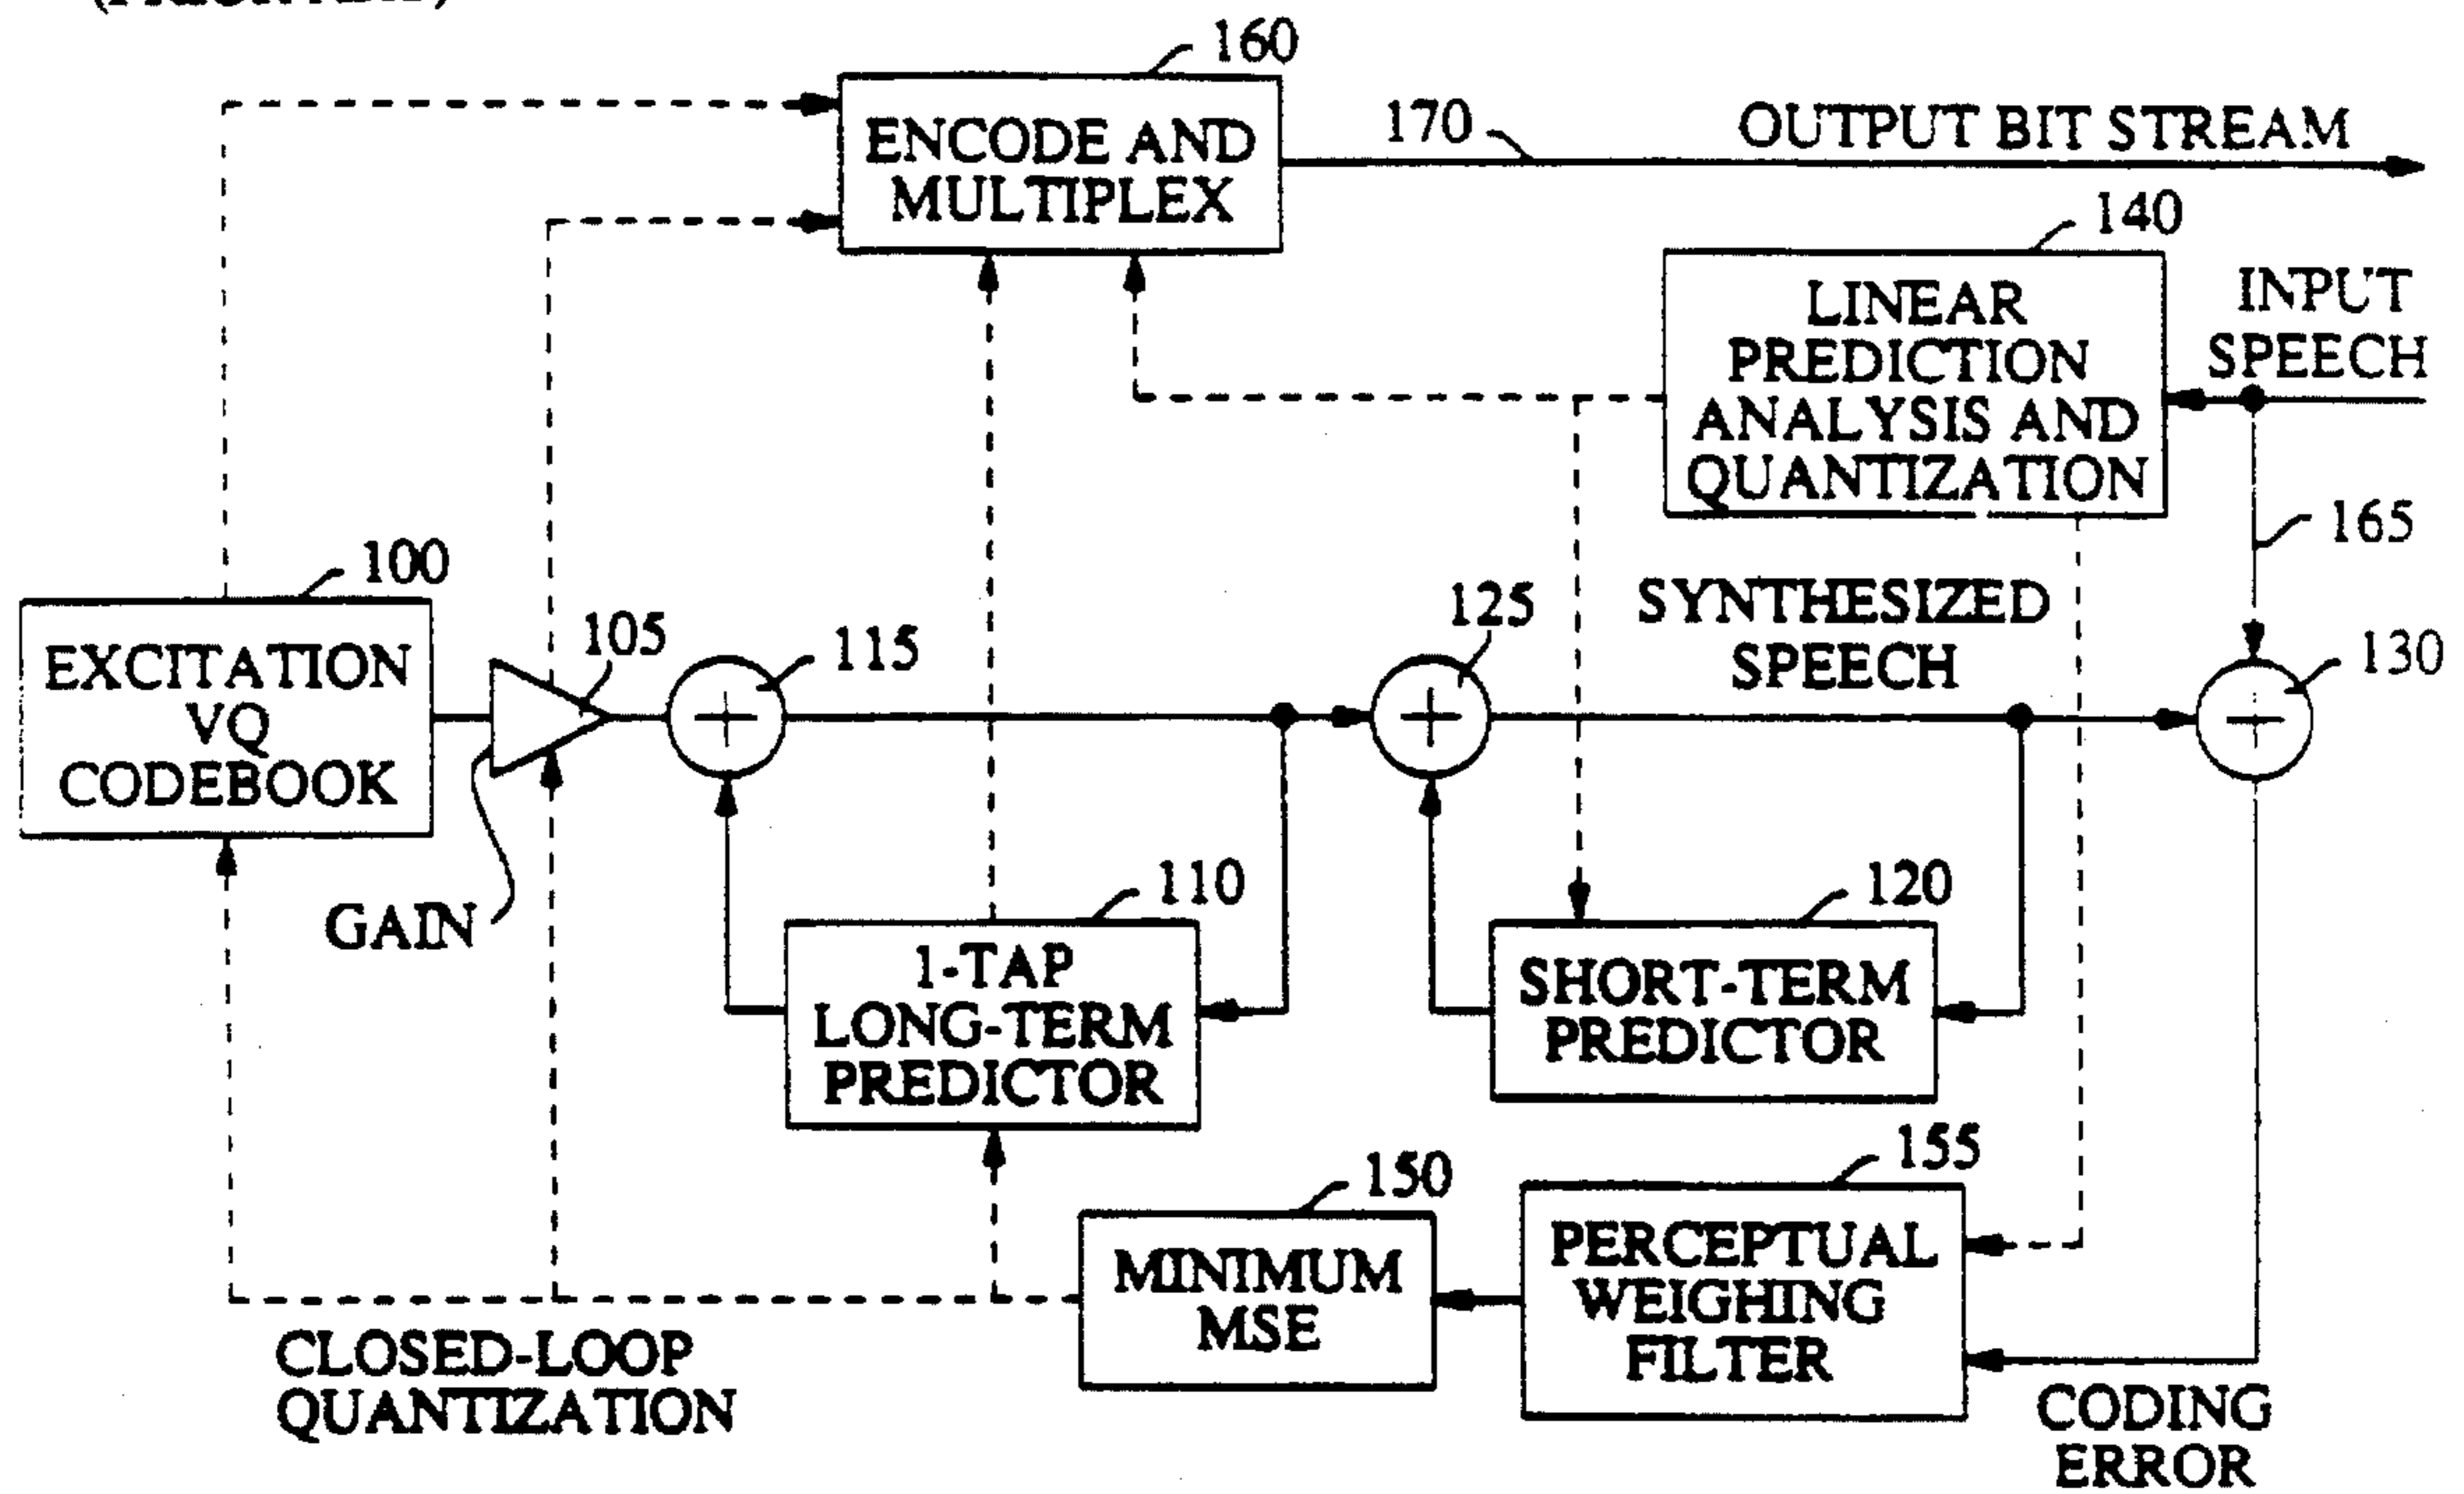 160
ENCODE AND
MULTIPLEX
170
OUTPUT BIT STREAM
140
LINEAR
PREDICTION
ANALYSIS AND
QUANTIZATION
INPUT
SPEECH
165
100
EXCITATION
VQ
CODEBOOK
105
GAIN
115
125
SYNTHESIZED
SPEECH
130
110
1-TAP
LONG-TERM
PREDICTOR
120
SHORT-TERM
PREDICTOR
150
MINIMUM
MSE
155
PERCEPTUAL
WEIGHING
FILTER
CLOSED-LOOP
QUANTIZATION
CODING
ERROR